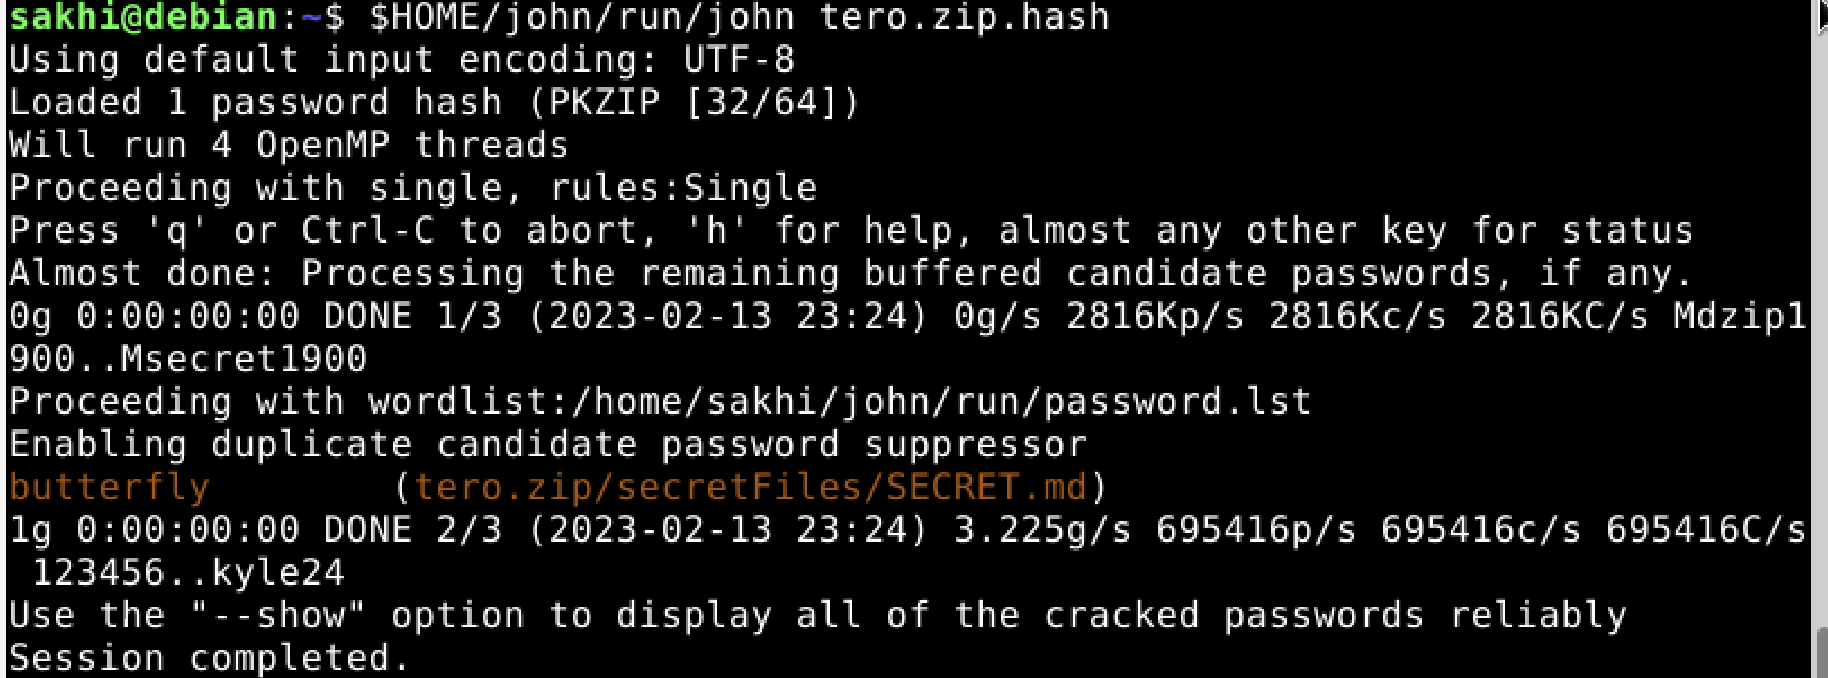 sakhi@debian:~$ $HOME/john/run/john tero.zip.hash
Using default input encoding: UTF-8
Loaded 1 password hash (PKZIP [32/64])
Will run 4 OpenMP threads
Proceeding with single, rules:Single
Press 'q' or Ctrl-C to abort, 'h' for help, almost any other key for status
Almost done: Processing the remaining buffered candidate passwords, if any.
0g 0:00:00:00 DONE 1/3 (2023-02-13 23:24) 0g/s 2816Kp/s 2816Kc/s 2816KC/s Mdzip1
900..Msecret1900
Proceeding with wordlist:/home/sakhi/john/run/password.lst
Enabling duplicate candidate password suppressor
butterfly        (tero.zip/secretFiles/SECRET.md)
1g 0:00:00:00 DONE 2/3 (2023-02-13 23:24) 3.225g/s 695416p/s 695416c/s 695416C/s
 123456..kyle24
Use the "--show" option to display all of the cracked passwords reliably
Session completed.